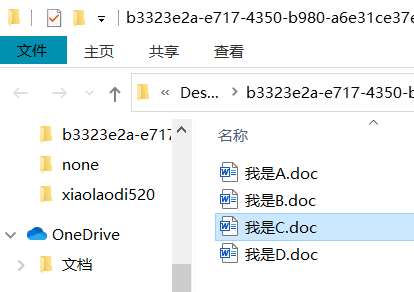 b3323e2a-e717-4350-b980-a6e31ce37e
文件 主页 共享 查看
« Des... › b3323e2a-e717-4350-b
b3323e2a-e717
none
xiaolaodi520
OneDrive
文档
名称
我是A.doc
我是B.doc
我是C.doc
我是D.doc